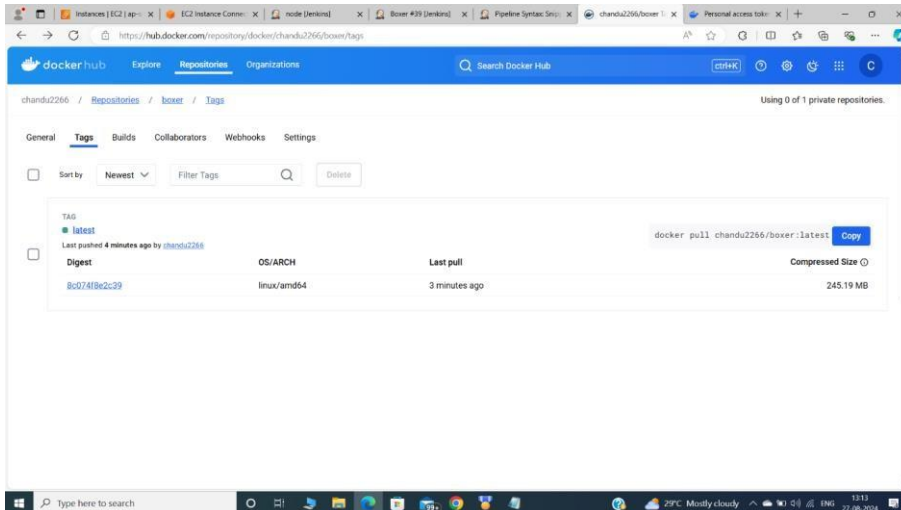 Instances | EC2 | ap-s
EC2 Instance Connec
node [Jenkins]
Boxer #39 [Jenkins]
Pipeline Syntax: Snip
chandu2266/boxer T
Personal access toke
https://hub.docker.com/repository/docker/chandu2266/boxer/tags
dockerhub Explore Repositories Organizations Search Docker Hub ctrl+K C
chandu2266 / Repositories / boxer / Tags Using 0 of 1 private repositories.
General Tags Builds Collaborators Webhooks Settings
Sort by Newest Filter Tags Delete
TAG
latest docker pull chandu2266/boxer:latest Copy
Last pushed 4 minutes ago by chandu2266
Digest OS/ARCH Last pull Compressed Size
8c074f8e2c39 linux/amd64 3 minutes ago 245.19 MB
Type here to search 99+ 29°C Mostly cloudy ENG 13:13
27-08-2024